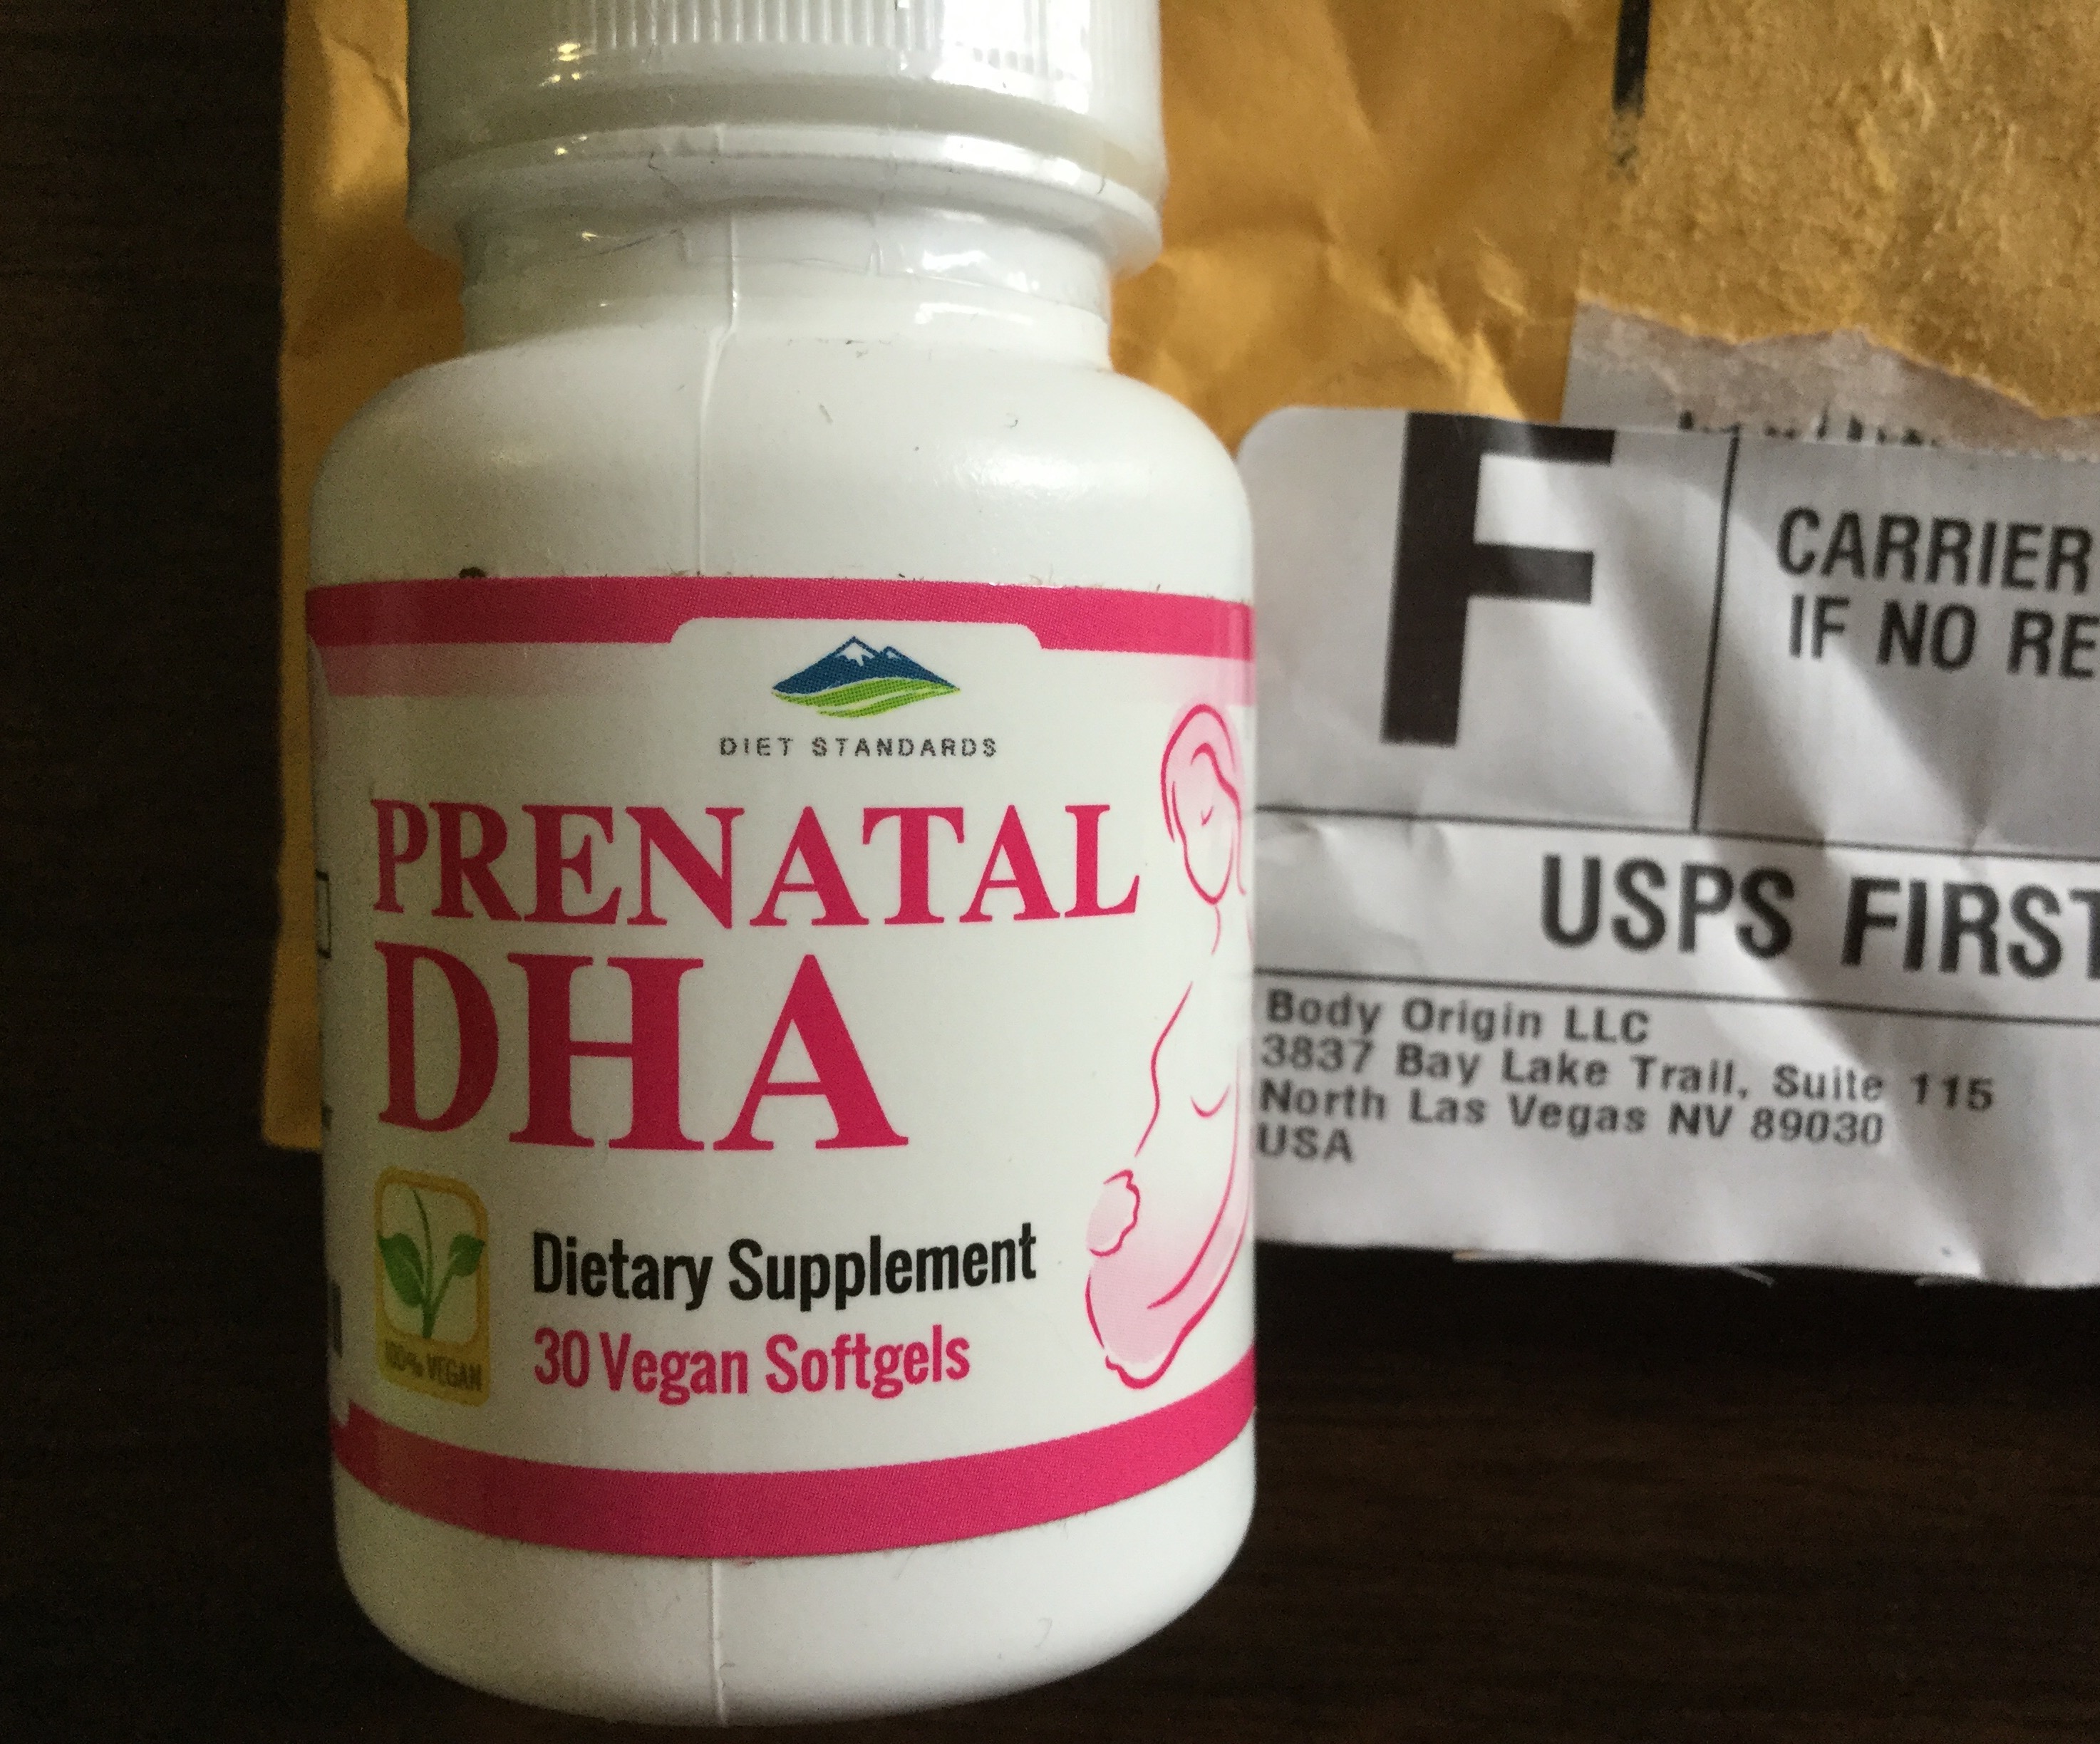 DIET STANDARDS
PRENATAL
DHA
100% VEGAN
Dietary Supplement
30 Vegan Softgels
F
CARRIER
IF NO RE
USPS FIRST
Body Origin LLC
3837 Bay Lake Trail, Suite 115
North Las Vegas NV 89030
USA